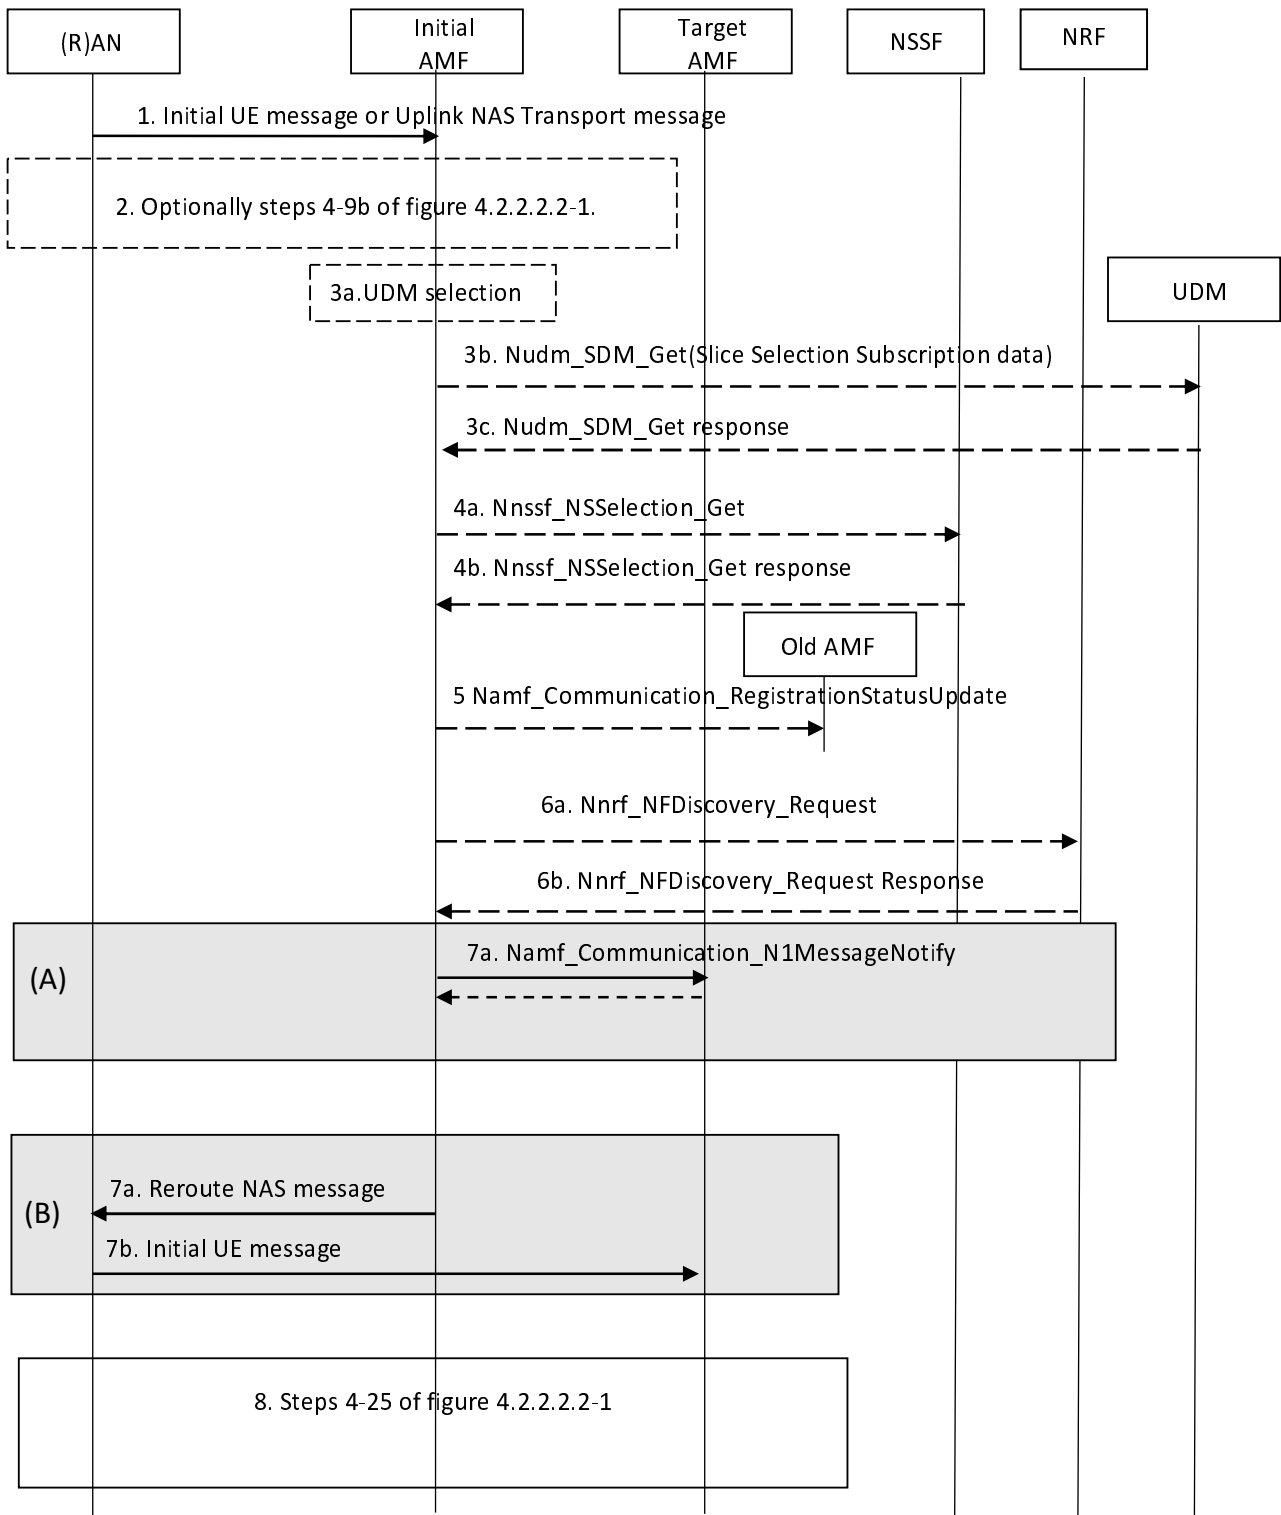 (R)AN
Initial
AMF
Target
AMF
NSSF
NRF
1. Initial UE message or Uplink NAS Transport message
2. Optionally steps 4-9b of figure 4.2.2.2.2-1.
3a.UDM selection
UDM
3b. Nudm_SDM_Get(Slice Selection Subscription data)
3c. Nudm_SDM_Get response
4a. Nnssf_NSSelection_Get
4b. Nnssf_NSSelection_Get response
Old AMF
5 Namf_Communication_RegistrationStatusUpdate
6a. Nnrf_NFDiscovery_Request
6b. Nnrf_NFDiscovery_Request Response
(A)
7a. Namf_Communication_N1MessageNotify
(B)
7a. Reroute NAS message
7b. Initial UE message
8. Steps 4-25 of figure 4.2.2.2.2-1